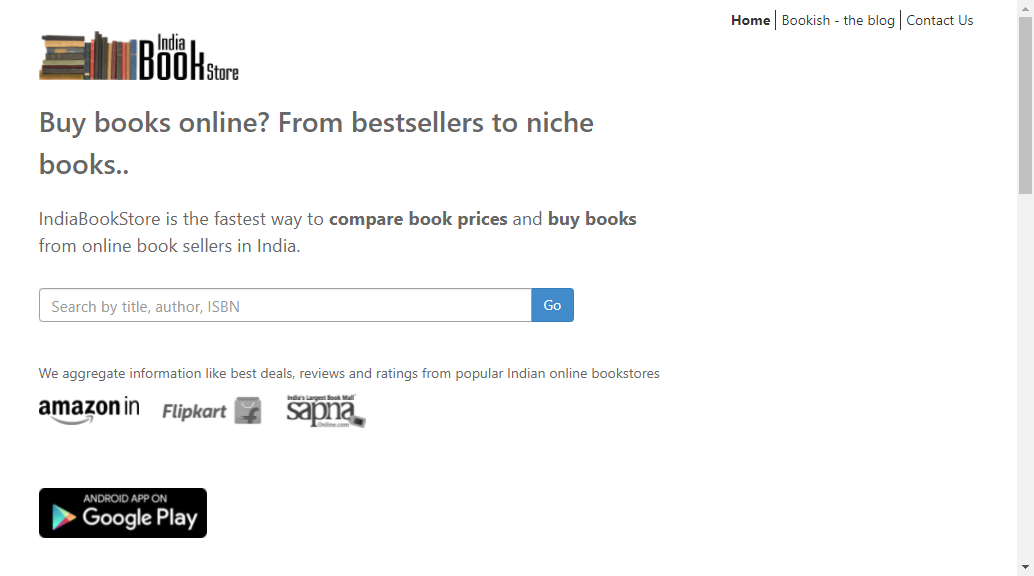 Home Bookish - the blog Contact Us
India
Book Store
Buy books online? From bestsellers to niche
books..
IndiaBookStore is the fastest way to compare book prices and buy books
from online book sellers in India.
Search by title, author, ISBN Go
We aggregate information like best deals, reviews and ratings from popular Indian online bookstores
amazon in Flipkart India's Largest Book Mall
sapna
Online.com
ANDROID APP ON
Google Play